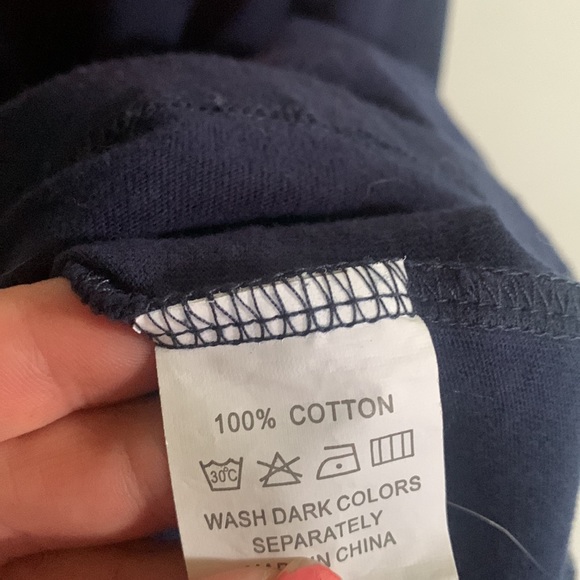 100% COTTON
30°C
WASH DARK COLORS
SEPARATELY
IN CHINA